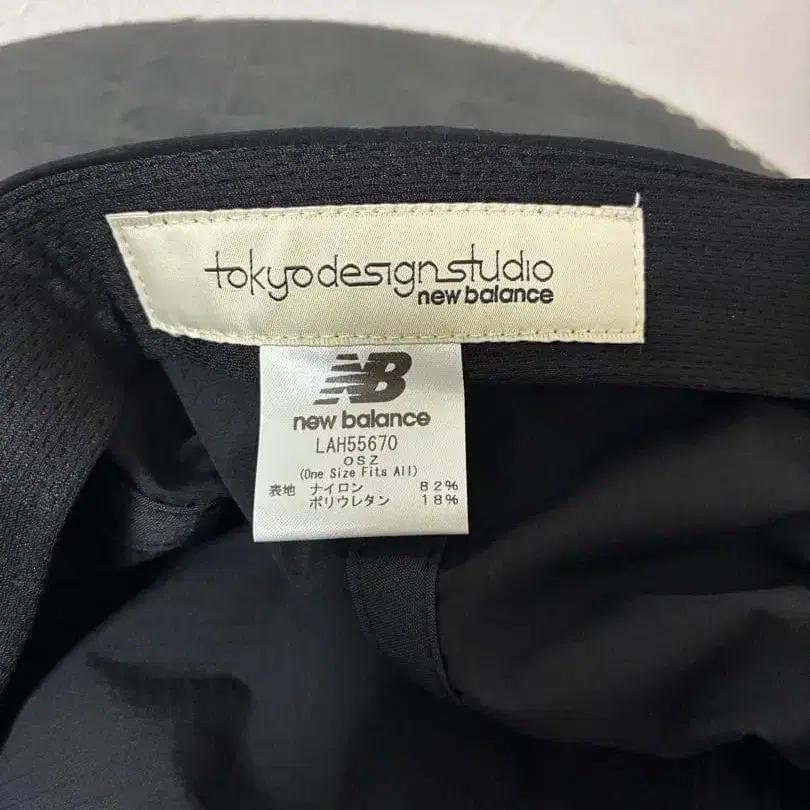 tokyodesignstudio
new balance
NB
new balance
LAH55670
OSZ
(One Size Fits All)
表地 ナイロン 82%
ポリウレタン 18%